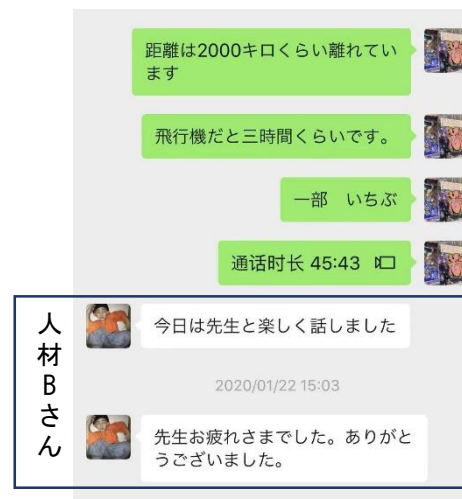 距離は2000キロくらい離れてい
ます
飛行機だと三時間くらいです。
一部　いちぶ
通话时长 45:43
人材Bさん
今日は先生と楽しく話しました
2020/01/22 15:03
先生お疲れさまでした。ありがと
うございました。